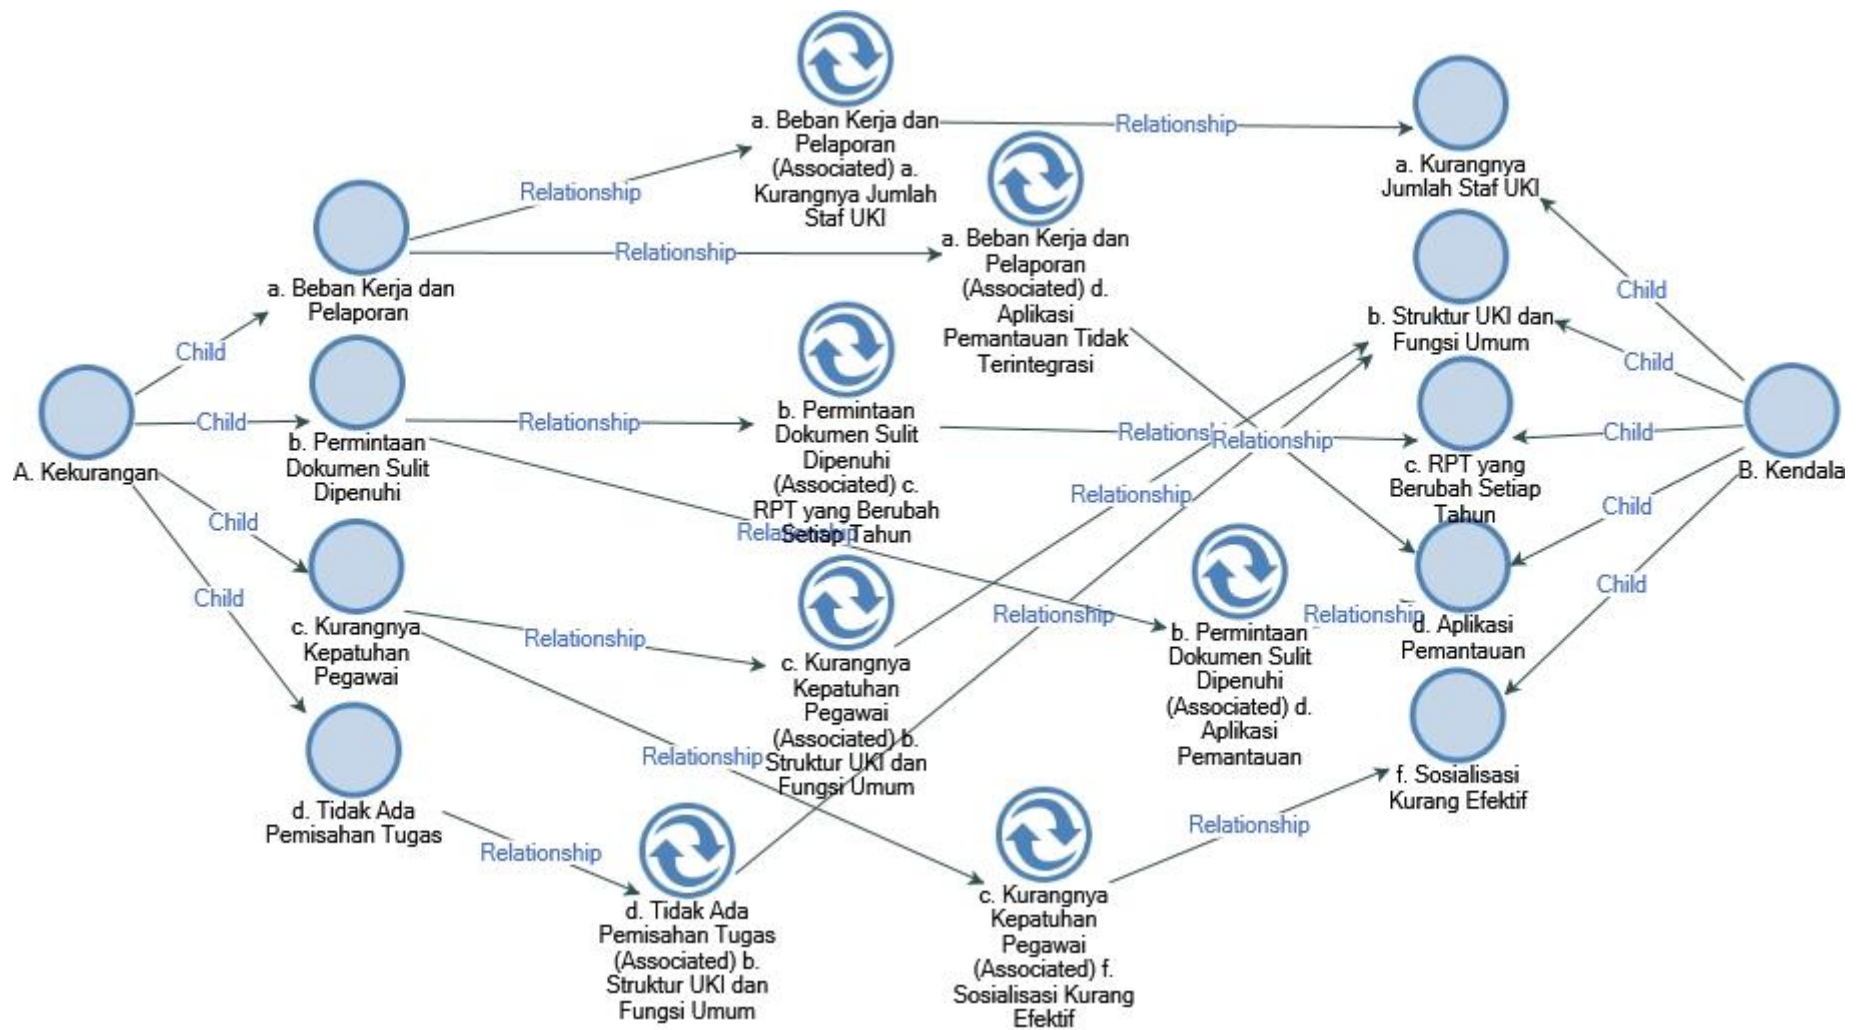 a. Beban Kerja dan
Pelaporan
(Associated) a.
Kurangnya Jumlah
Staf UKI
Relationship
a. Kurangnya
Jumlah Staf UKI
Relationship
a. Beban Kerja dan
Pelaporan
Relationship
a. Beban Kerja dan
Pelaporan
(Associated) d.
Aplikasi
Pemantauan Tidak
Terintegrasi
Child
b. Struktur UKI dan
Fungsi Umum
Child
Child
A. Kekurangan
Child
b. Permintaan
Dokumen Sulit
Dipenuhi
Relationship
b. Permintaan
Dokumen Sulit
Dipenuhi
(Associated) c.
RPT yang Berubah
Setiap Tahun
Relationship
Relationship
Relationship
Child
c. RPT yang
Berubah Setiap
Tahun
B. Kendala
Relationship
Child
Child
Child
Child
c. Kurangnya
Kepatuhan
Pegawai
Relationship
c. Kurangnya
Kepatuhan
Pegawai
(Associated) b.
Struktur UKI dan
Fungsi Umum
Relationship
b. Permintaan
Dokumen Sulit
Dipenuhi
(Associated) d.
Aplikasi
Pemantauan
Relationship
d. Aplikasi
Pemantauan
Relationship
f. Sosialisasi
Kurang Efektif
d. Tidak Ada
Pemisahan Tugas
Relationship
d. Tidak Ada
Pemisahan Tugas
(Associated) b.
Struktur UKI dan
Fungsi Umum
Relationship
c. Kurangnya
Kepatuhan
Pegawai
(Associated) f.
Sosialisasi Kurang
Efektif